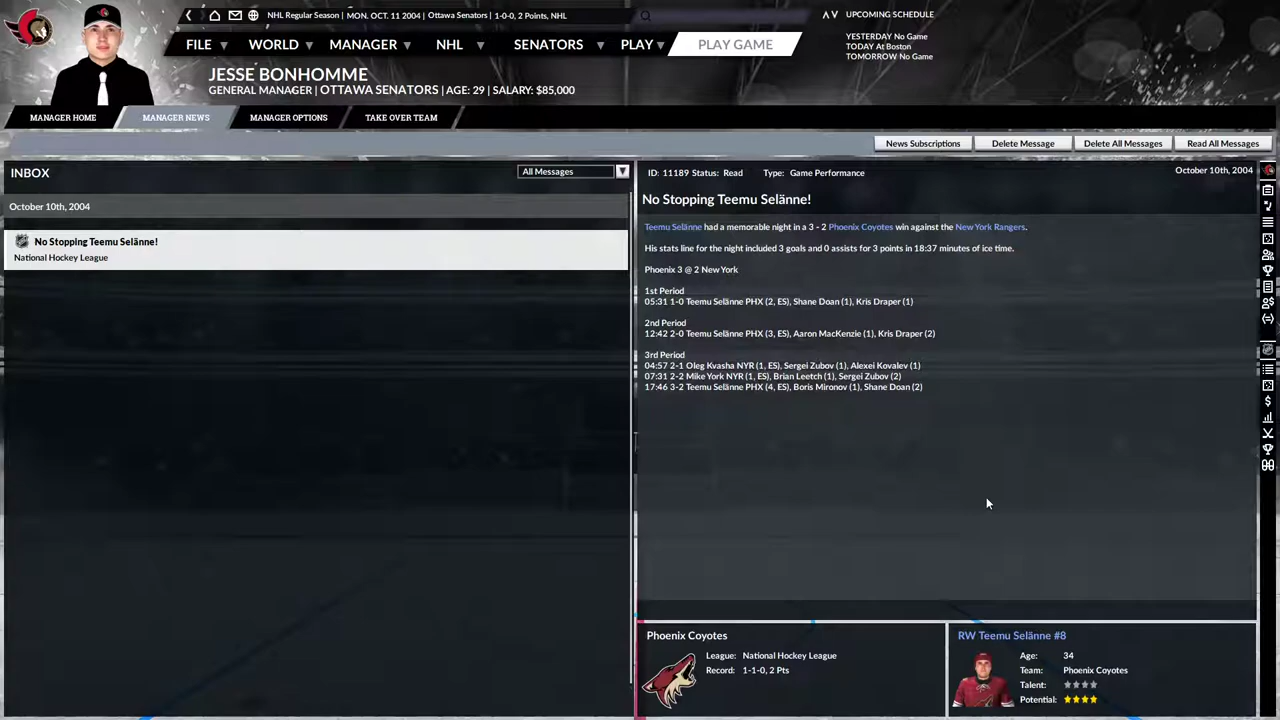 NHL Regular Season | MON. OCT. 11 2004 | Ottawa Senators | 1-0-0, 2 Points, NHL
UPCOMING SCHEDULE
YESTERDAY No Game
TODAY At Boston
TOMORROW No Game
FILE WORLD MANAGER NHL SENATORS PLAY PLAY GAME
JESSE BONHOMME
GENERAL MANAGER | OTTAWA SENATORS | AGE: 29 | SALARY: $85,000
MANAGER HOME MANAGER NEWS MANAGER OPTIONS TAKE OVER TEAM
News Subscriptions Delete Message Delete All Messages Read All Messages
INBOX
All Messages
October 10th, 2004
No Stopping Teemu Selänne!
National Hockey League
ID: 11189 Status: Read Type: Game Performance October 10th, 2004
No Stopping Teemu Selänne!
Teemu Selänne had a memorable night in a 3 - 2 Phoenix Coyotes win against the New York Rangers.
His stats line for the night included 3 goals and 0 assists for 3 points in 18:37 minutes of ice time.
Phoenix 3 @ 2 New York
1st Period
05:31 1-0 Teemu Selänne PHX (2, ES), Shane Doan (1), Kris Draper (1)
2nd Period
12:42 2-0 Teemu Selänne PHX (3, ES), Aaron MacKenzie (1), Kris Draper (2)
3rd Period
04:57 2-1 Oleg Kvasha NYR (1, ES), Sergei Zubov (1), Alexei Kovalev (1)
07:31 2-2 Mike York NYR (1, ES), Brian Leetch (1), Sergei Zubov (2)
17:46 3-2 Teemu Selänne PHX (4, ES), Boris Mironov (1), Shane Doan (2)
Phoenix Coyotes
League: National Hockey League
Record: 1-1-0, 2 Pts
RW Teemu Selänne #8
Age: 34
Team: Phoenix Coyotes
Talent:
Potential: